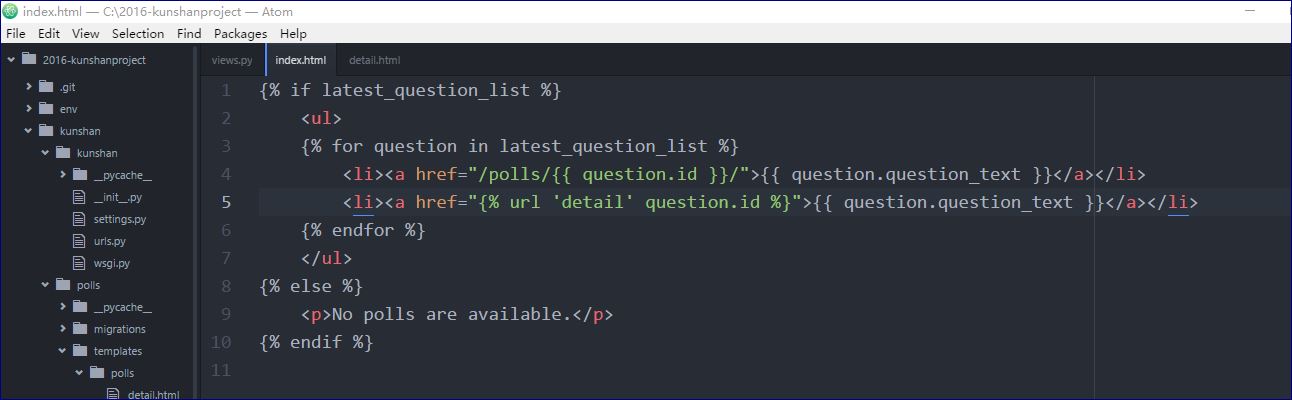 index.html — C:\2016-kunshanproject — Atom
File Edit View Selection Find Packages Help
2016-kunshanproject
.git
env
kunshan
kunshan
__pycache__
__init__.py
settings.py
urls.py
wsgi.py
polls
__pycache__
migrations
templates
polls
detail.html
views.py index.html detail.html
1 {% if latest_question_list %}
2 <ul>
3 {% for question in latest_question_list %}
4 <li><a href="/polls/{{ question.id }}/">{{ question.question_text }}</a></li>
5 <li><a href="{% url 'detail' question.id %}">{{ question.question_text }}</a></li>
6 {% endfor %}
7 </ul>
8 {% else %}
9 <p>No polls are available.</p>
10 {% endif %}
11